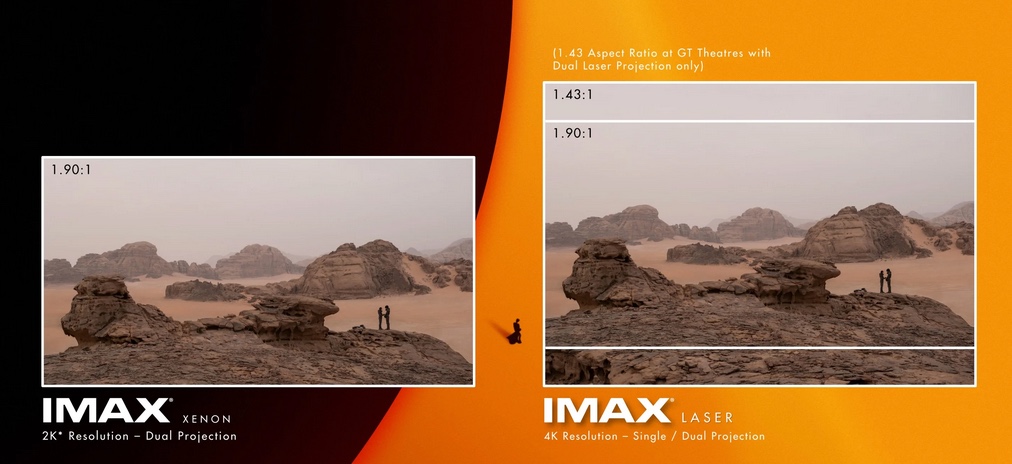 1.90:1
IMAX® XENON
2K* Resolution – Dual Projection
(1.43 Aspect Ratio at GT Theatres with
Dual Laser Projection only)
1.43:1
1.90:1
IMAX® LASER
4K Resolution – Single / Dual Projection